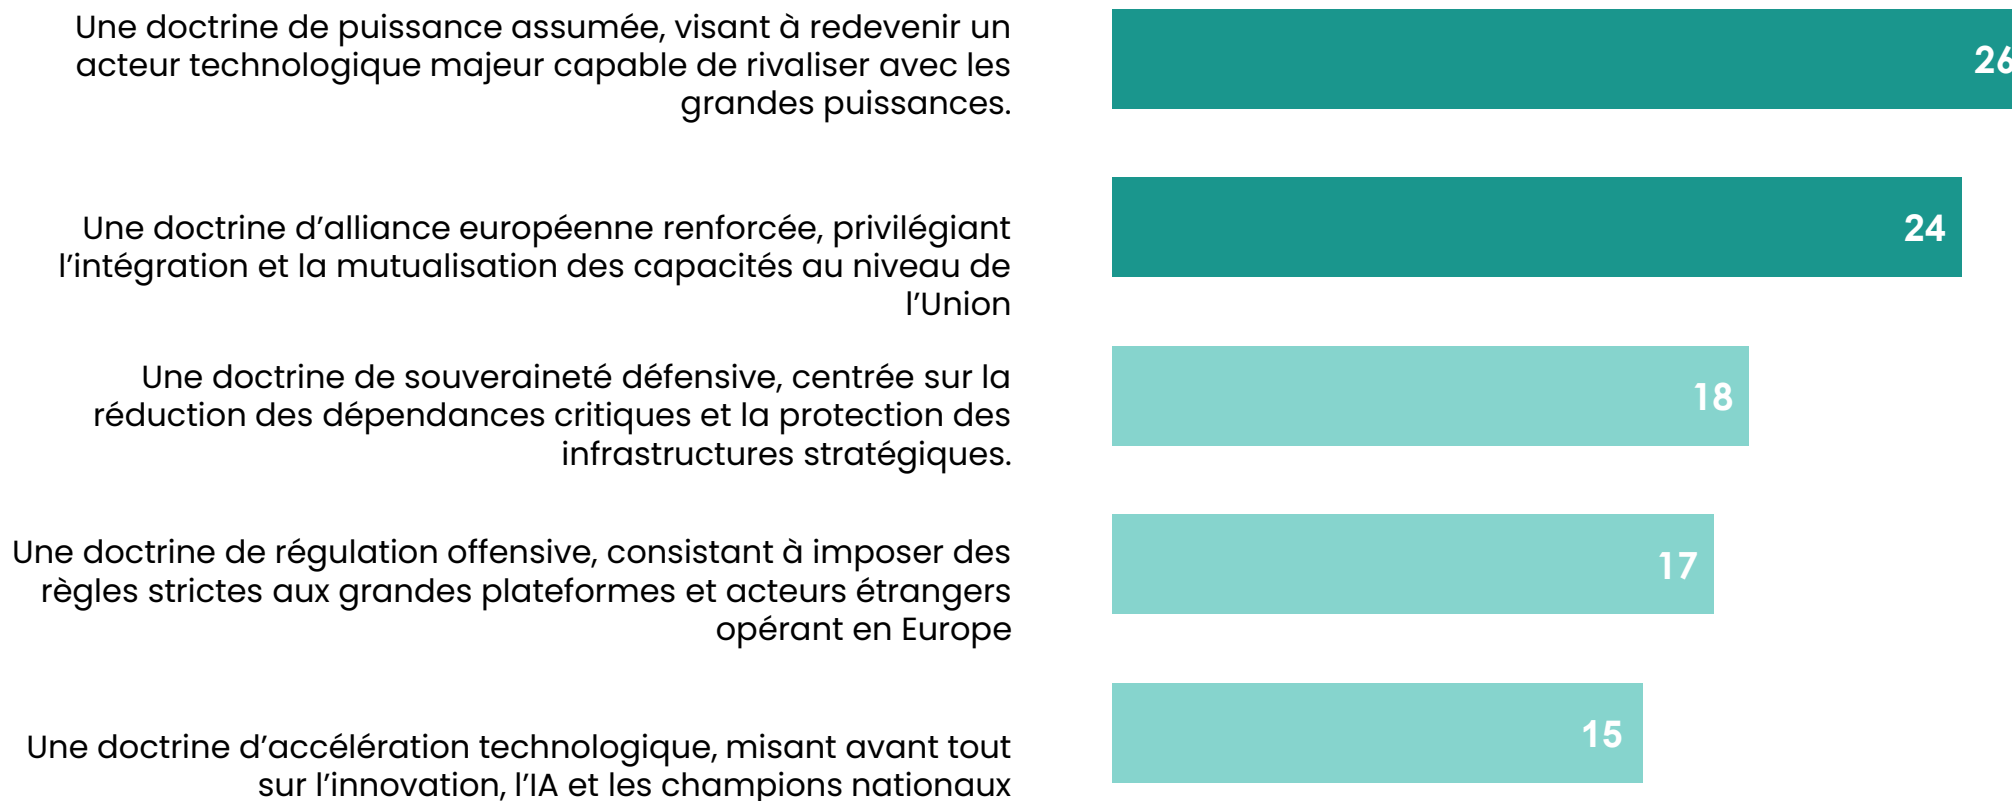 Une doctrine de puissance assumée, visant à redevenir un
acteur technologique majeur capable de rivaliser avec les
grandes puissances.
26
Une doctrine d’alliance européenne renforcée, privilégiant
l’intégration et la mutualisation des capacités au niveau de
l’Union
24
Une doctrine de souveraineté défensive, centrée sur la
réduction des dépendances critiques et la protection des
infrastructures stratégiques.
18
Une doctrine de régulation offensive, consistant à imposer des
règles strictes aux grandes plateformes et acteurs étrangers
opérant en Europe
17
Une doctrine d’accélération technologique, misant avant tout
sur l’innovation, l’IA et les champions nationaux
15